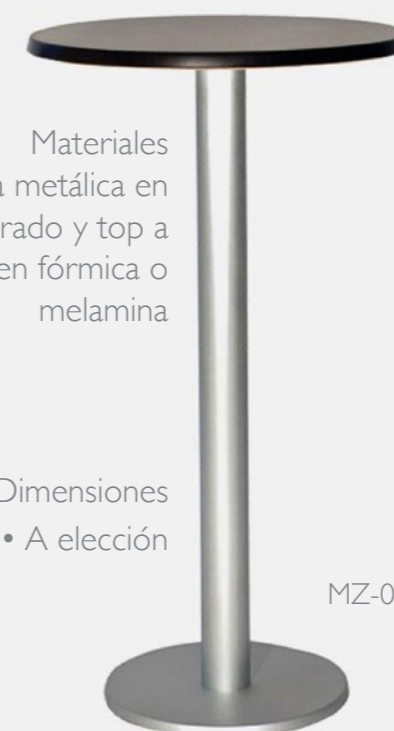 Materiales
a metálica en
rado y top a
en fórmica o
melamina
Dimensiones
• A elección
MZ-0